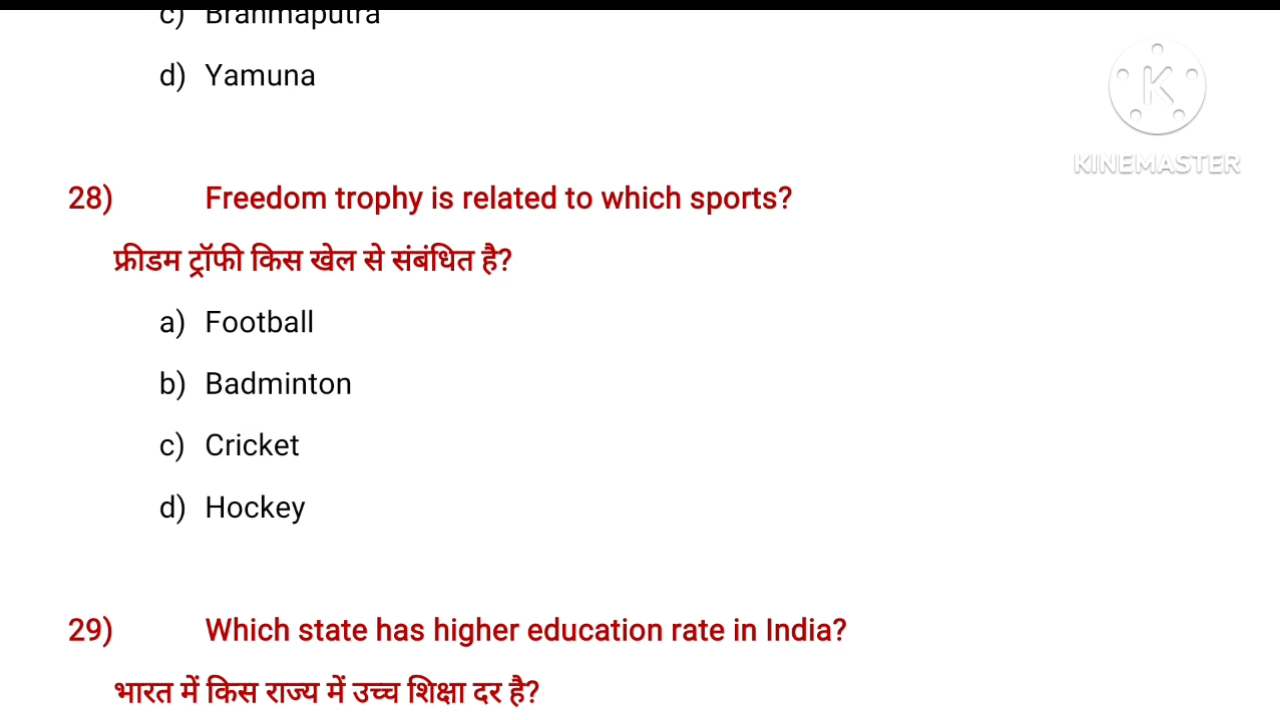 c) Brahmaputra
d) Yamuna
KINEMASTER
28) Freedom trophy is related to which sports?
फ्रीडम ट्रॉफी किस खेल से संबंधित है?
a) Football
b) Badminton
c) Cricket
d) Hockey
29) Which state has higher education rate in India?
भारत में किस राज्य में उच्च शिक्षा दर है?